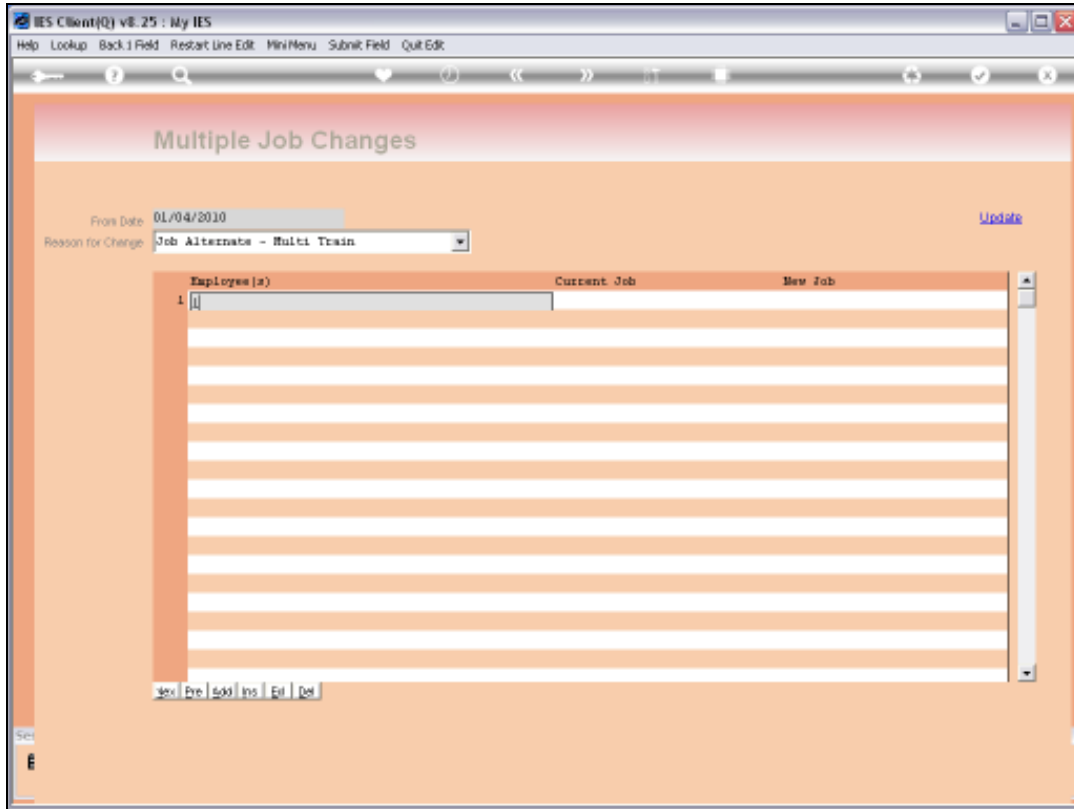 IES Client(Q) v8.25 : My IES
Help Lookup Back 1 Field Restart Line Edit MiniMenu Submit Field Quit Edit
Multiple Job Changes
From Date 01/04/2010
Update
Reason for Change Job Alternate - Multi Train
Employee(s) Current Job New Job
1
Nex Pre Add Ins Edi Del